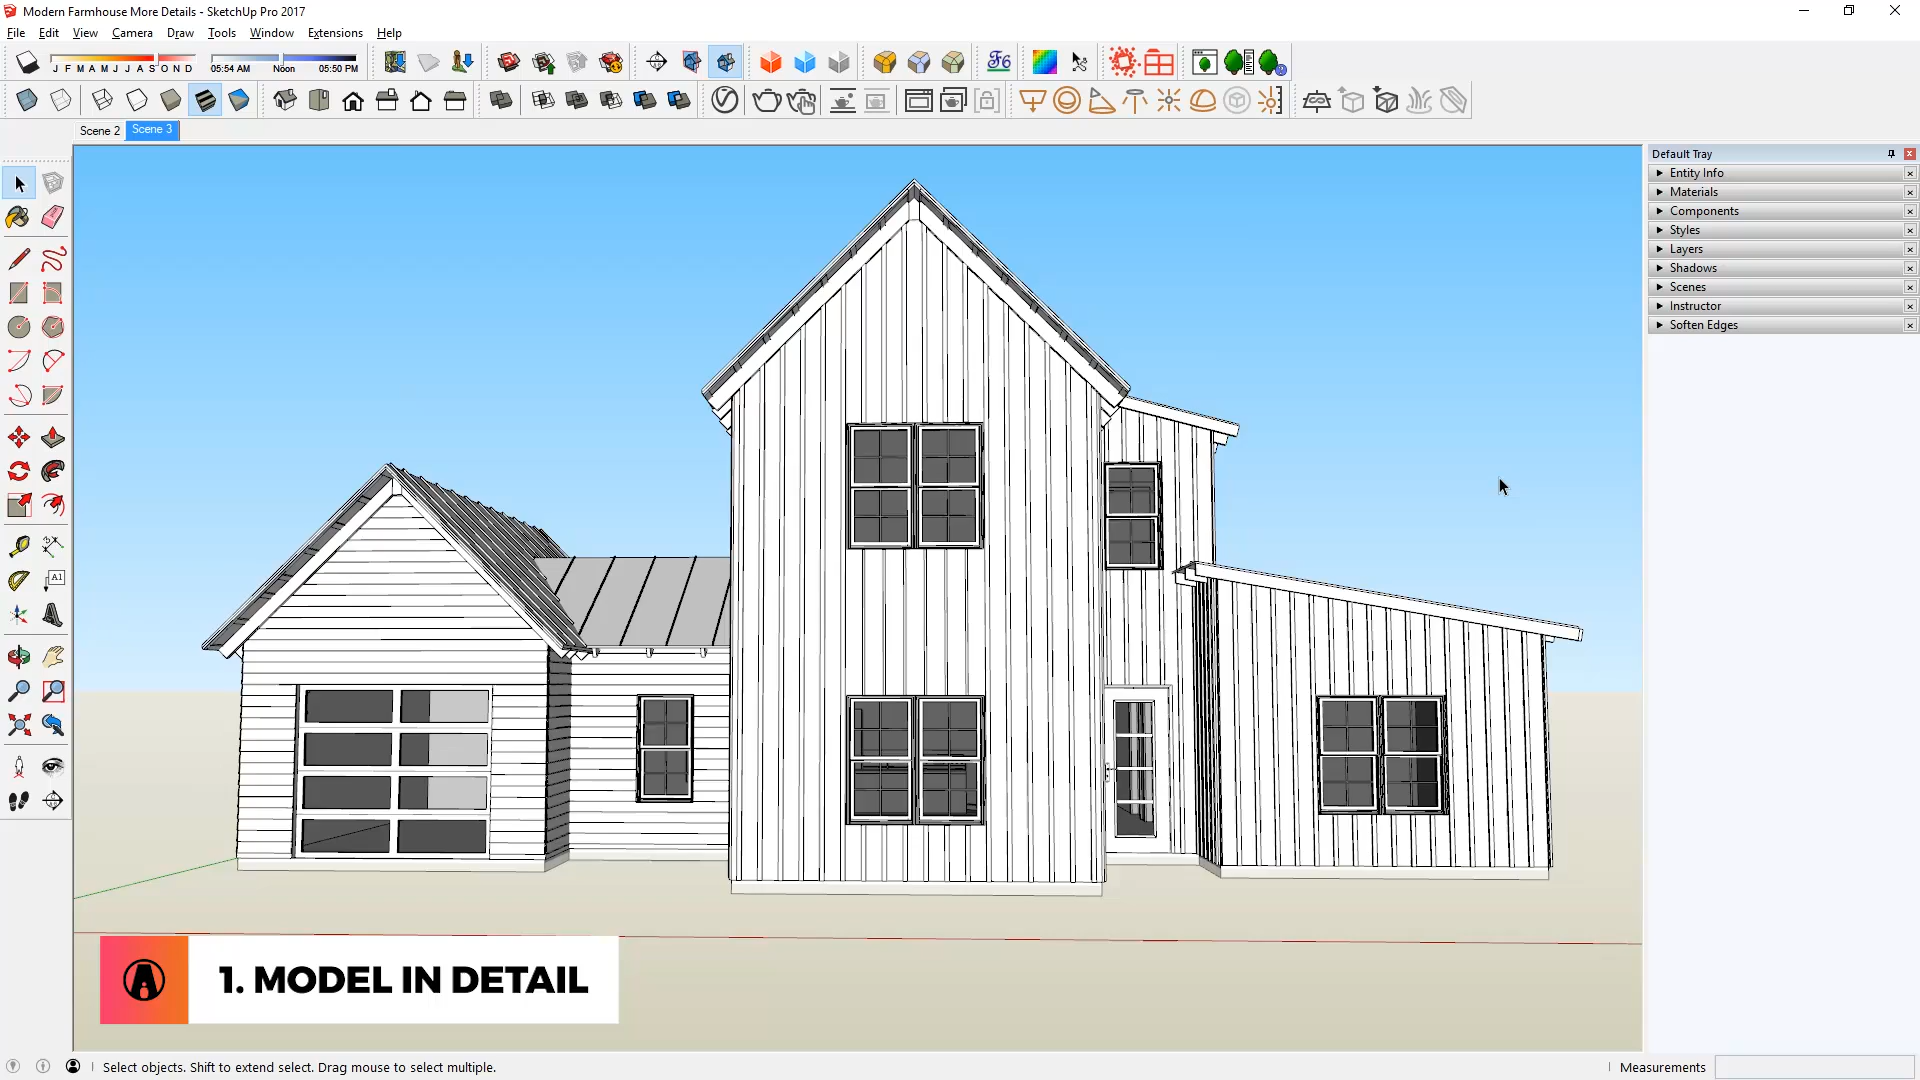 Modern Farmhouse More Details - SketchUp Pro 2017
File Edit View Camera Draw Tools Window Extensions Help
J F M A M J J A S O N D
05:54 AM Noon 05:50 PM
F6
Scene 2 Scene 3
Default Tray
Entity Info
Materials
Components
Styles
Layers
Shadows
Scenes
Instructor
Soften Edges
A1
1. MODEL IN DETAIL
Select objects. Shift to extend select. Drag mouse to select multiple.
Measurements